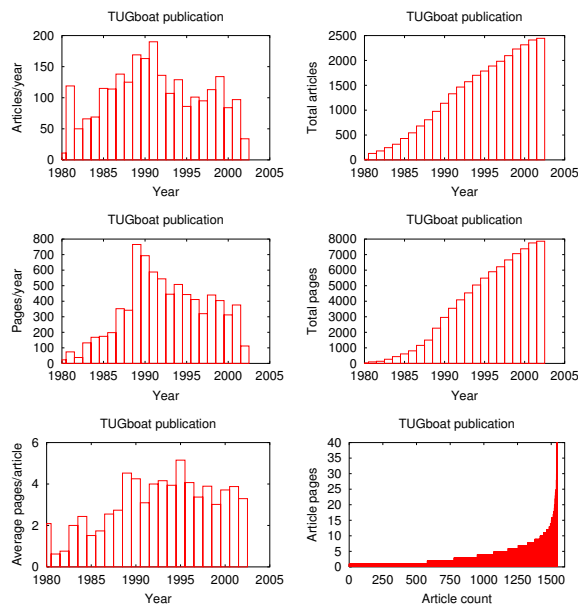 TUGboat publication
Articles/year
200
150
100
50
0
1980 1985 1990 1995 2000 2005
Year
TUGboat publication
Total articles
2500
2000
1500
1000
500
0
1980 1985 1990 1995 2000 2005
Year
TUGboat publication
Pages/year
800
700
600
500
400
300
200
100
0
1980 1985 1990 1995 2000 2005
Year
TUGboat publication
Total pages
8000
7000
6000
5000
4000
3000
2000
1000
0
1980 1985 1990 1995 2000 2005
Year
TUGboat publication
Average pages/article
6
4
2
0
1980 1985 1990 1995 2000 2005
Year
TUGboat publication
Article pages
40
35
30
25
20
15
10
5
0
0 250 500 750 1000 1250 1500
Article count